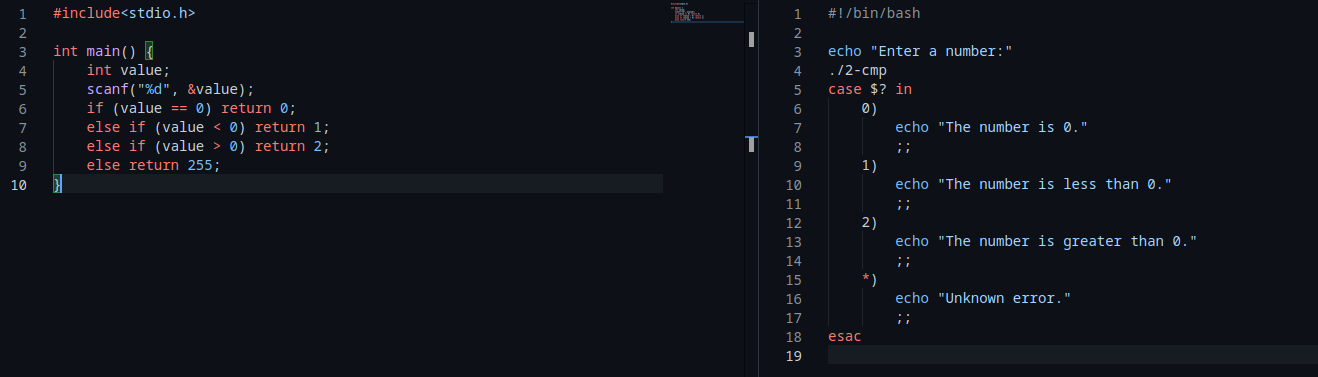 1 #include<stdio.h>
2
3 int main() {
4     int value;
5     scanf("%d", &value);
6     if (value == 0) return 0;
7     else if (value < 0) return 1;
8     else if (value > 0) return 2;
9     else return 255;
10 }
1 #!/bin/bash
2
3 echo "Enter a number:"
4 ./2-cmp
5 case $? in
6     0)
7         echo "The number is 0."
8         ;;
9     1)
10         echo "The number is less than 0."
11         ;;
12     2)
13         echo "The number is greater than 0."
14         ;;
15     *)
16         echo "Unknown error."
17         ;;
18 esac
19